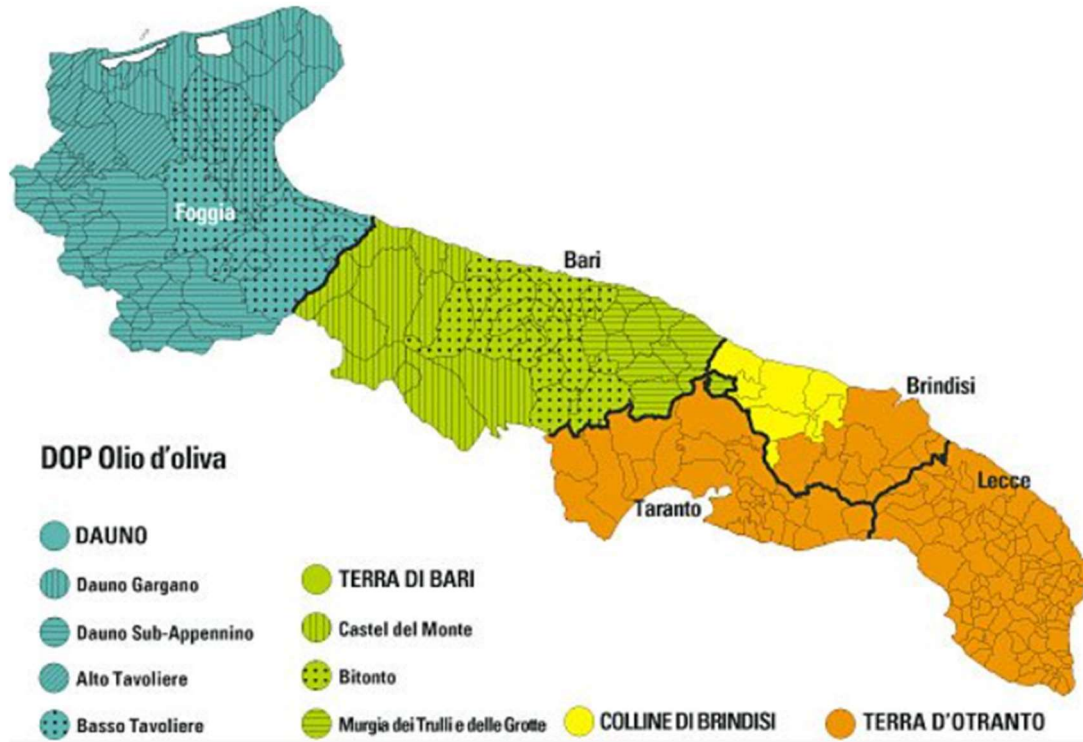 Foggia
Bari
Brindisi
Lecce
Taranto
DOP Olio d'oliva
DAUNO
Dauno Gargano
Dauno Sub-Appennino
Alto Tavoliere
Basso Tavoliere
TERRA DI BARI
Castel del Monte
Bitonto
Murgia dei Trulli e delle Grotte
COLLINE DI BRINDISI
TERRA D'OTRANTO